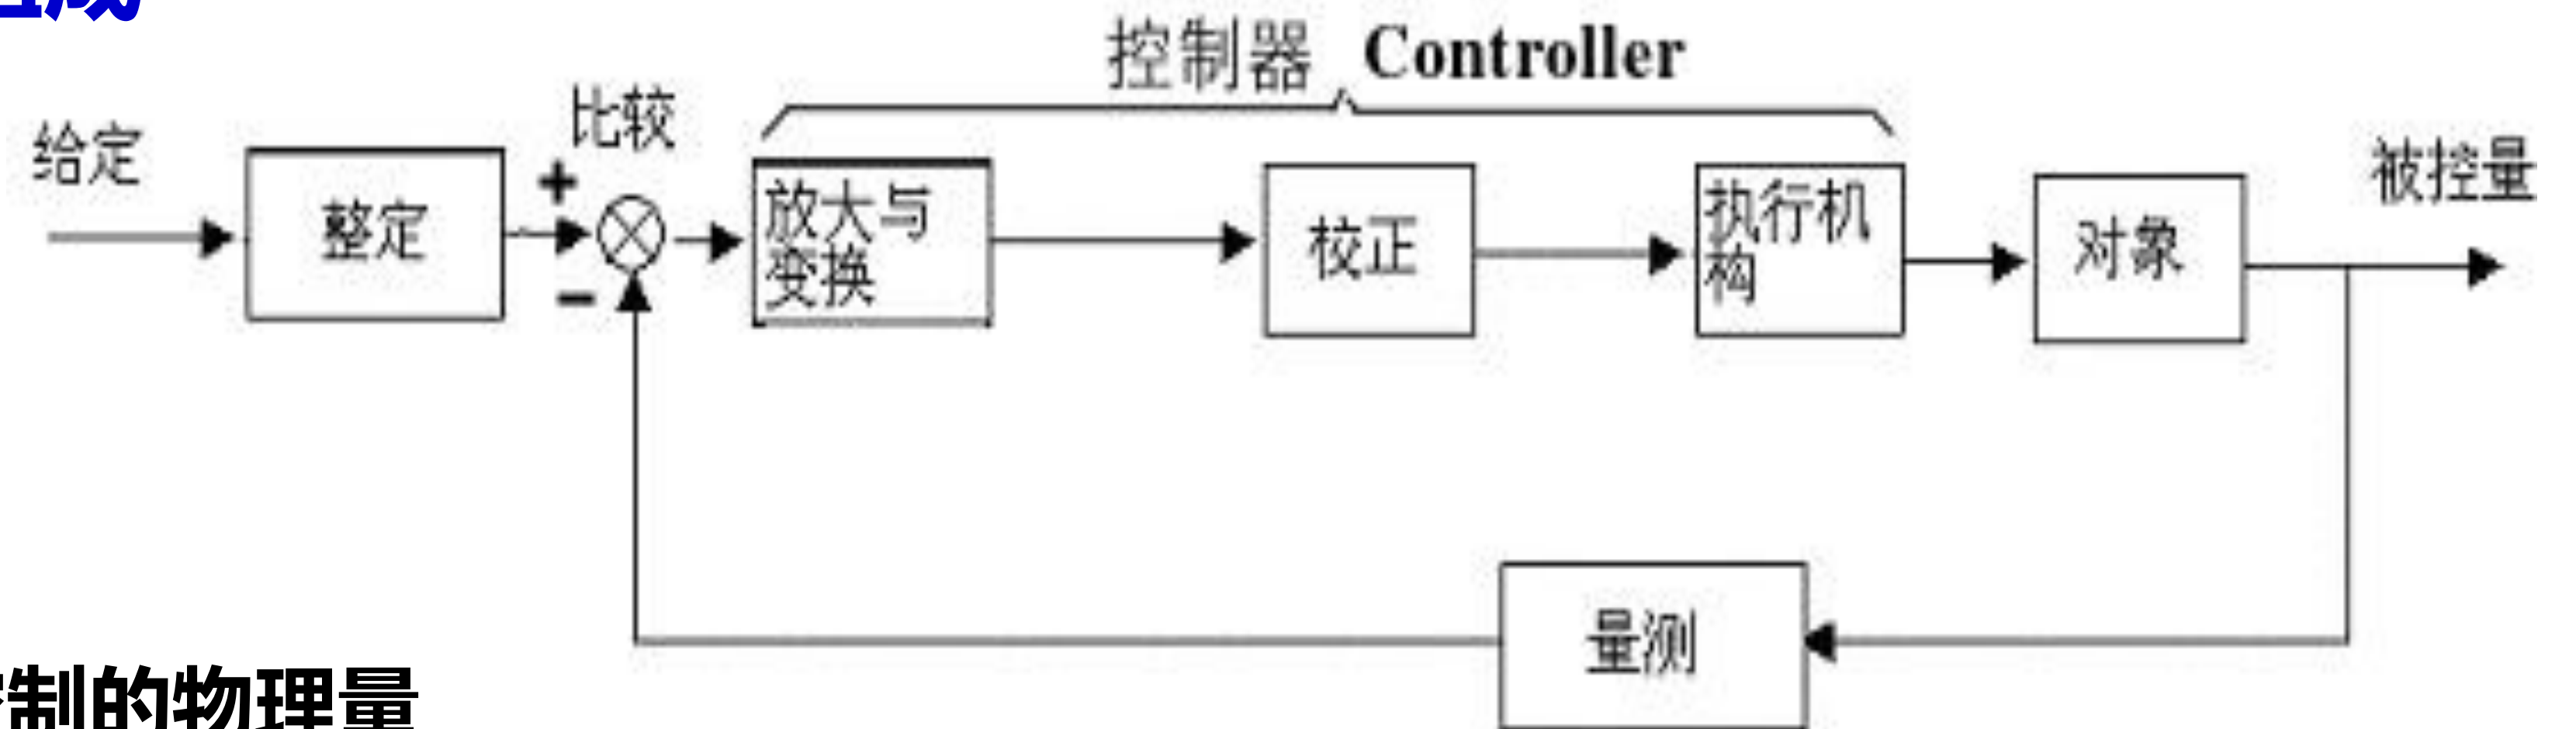 控制器 Controller
给定
比较
+
整定
放大与
变换
校正
执行机
构
对象
被控量
−
量测
制的物理量